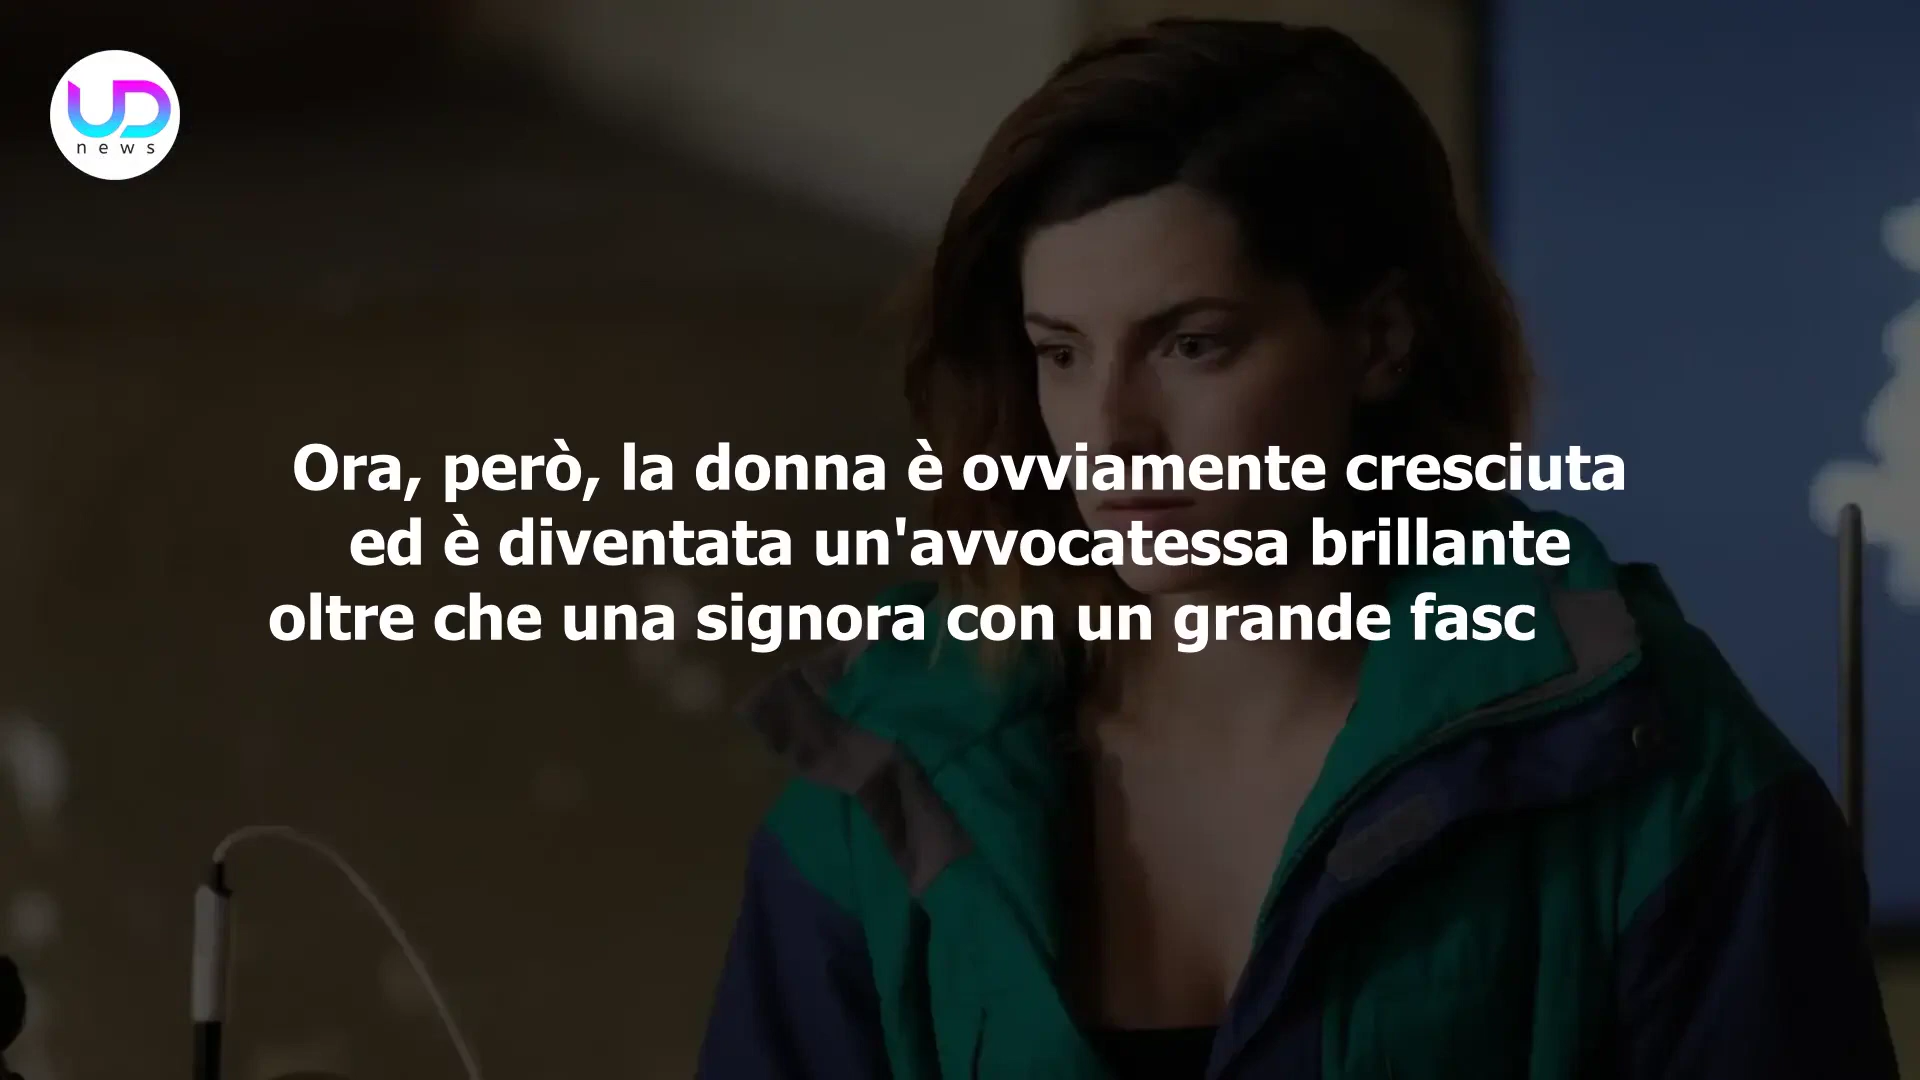 UD
news
Ora, però, la donna è ovviamente cresciuta
ed è diventata un'avvocatessa brillante
oltre che una signora con un grande fasc